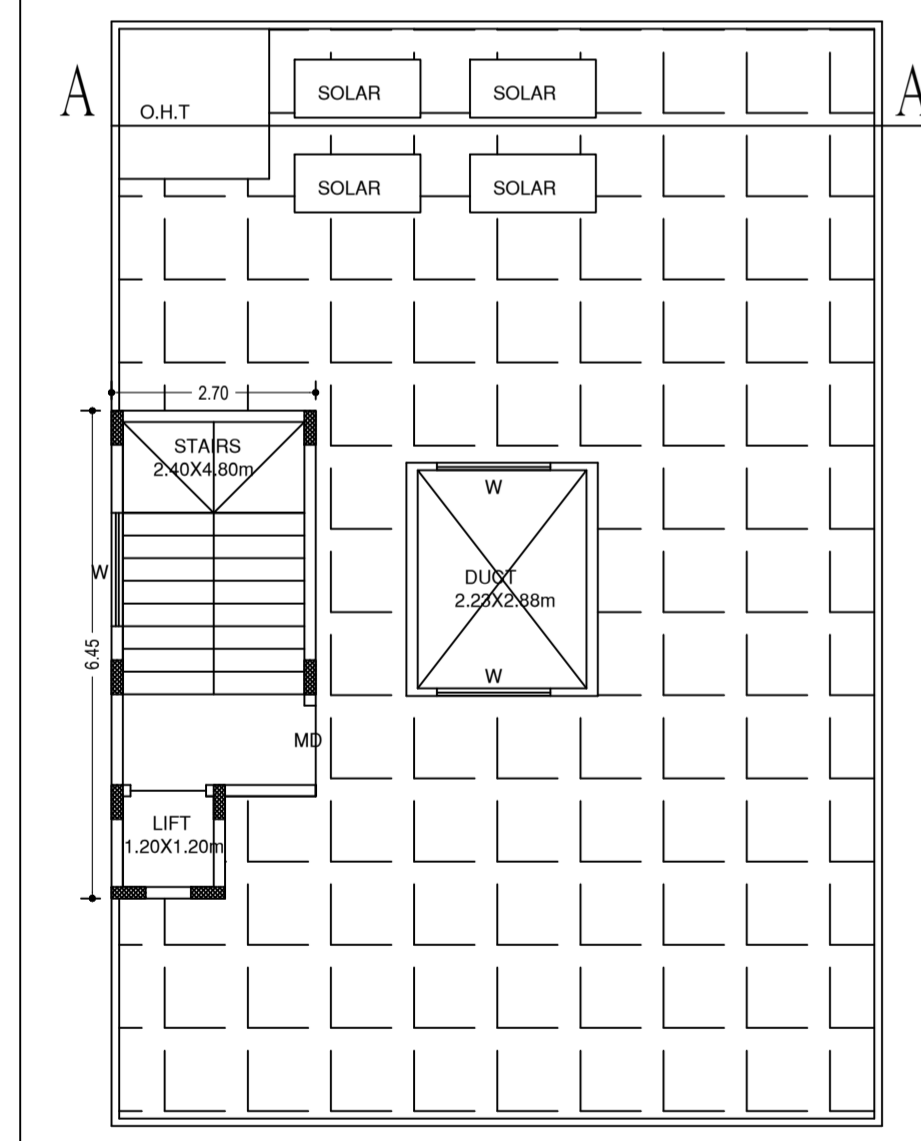 A
A
O.H.T
SOLAR
SOLAR
SOLAR
SOLAR
2.70
STAIRS
2.40X4.80m
W
6.45
W
DUCT
2.23X2.88m
W
MD
LIFT
1.20X1.20m